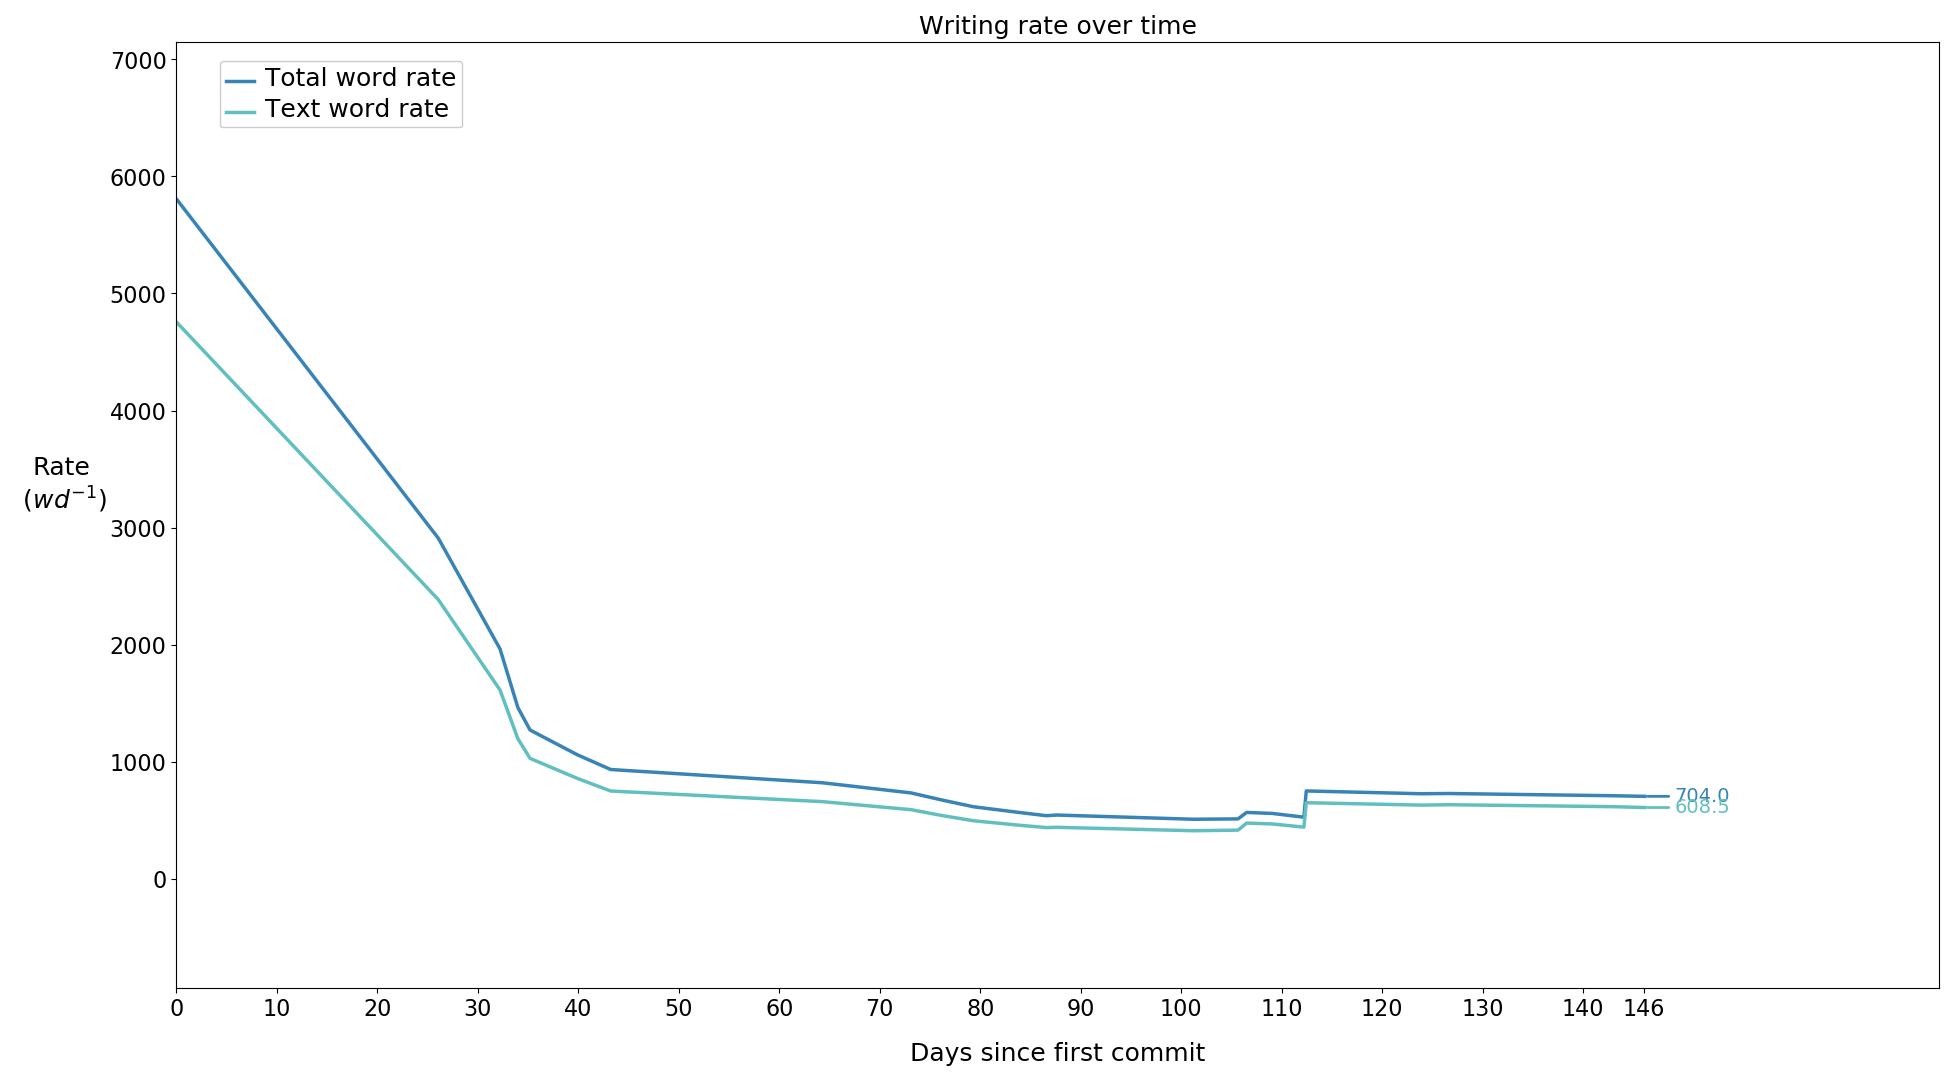 Writing rate over time
Total word rate
Text word rate
7000
6000
5000
4000
3000
2000
1000
0
Rate
(wd⁻¹)
704.0
608.5
0 10 20 30 40 50 60 70 80 90 100 110 120 130 140 146
Days since first commit